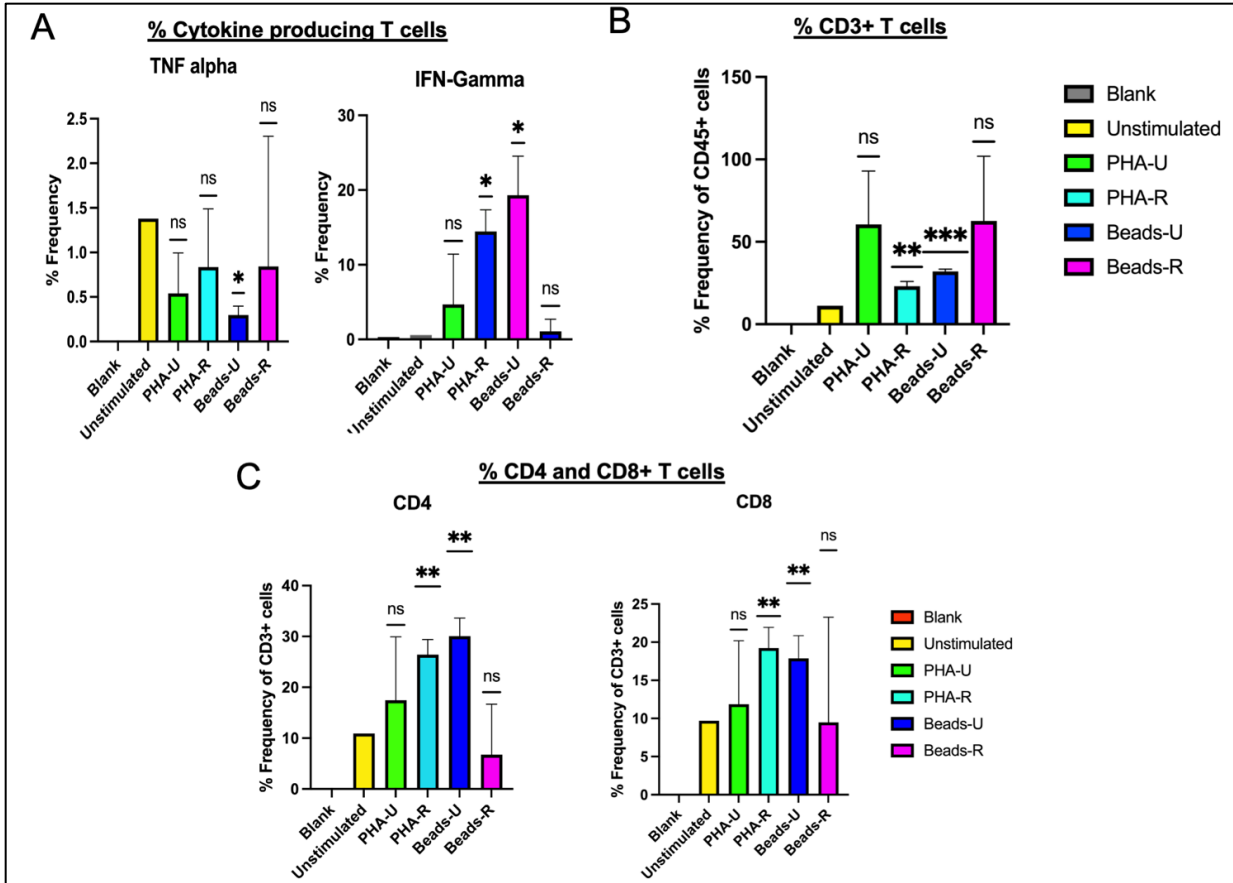 A
% Cytokine producing T cells
TNF alpha
% Frequency
2.5
2.0
1.5
1.0
0.5
0.0
ns
ns
*
ns
Blank
Unstimulated
PHA-U
PHA-R
Beads-U
Beads-R
IFN-Gamma
% Frequency
30
20
10
0
ns
*
*
ns
Blank
Unstimulated
PHA-U
PHA-R
Beads-U
Beads-R
B
% CD3+ T cells
% Frequency of CD45+ cells
150
100
50
0
ns
**
***
ns
Blank
Unstimulated
PHA-U
PHA-R
Beads-U
Beads-R
Blank
Unstimulated
PHA-U
PHA-R
Beads-U
Beads-R
C
% CD4 and CD8+ T cells
CD4
% Frequency of CD3+ cells
40
30
20
10
0
ns
**
**
ns
Blank
Unstimulated
PHA-U
PHA-R
Beads-U
Beads-R
CD8
% Frequency of CD3+ cells
25
20
15
10
5
0
ns
**
**
ns
Blank
Unstimulated
PHA-U
PHA-R
Beads-U
Beads-R
Blank
Unstimulated
PHA-U
PHA-R
Beads-U
Beads-R